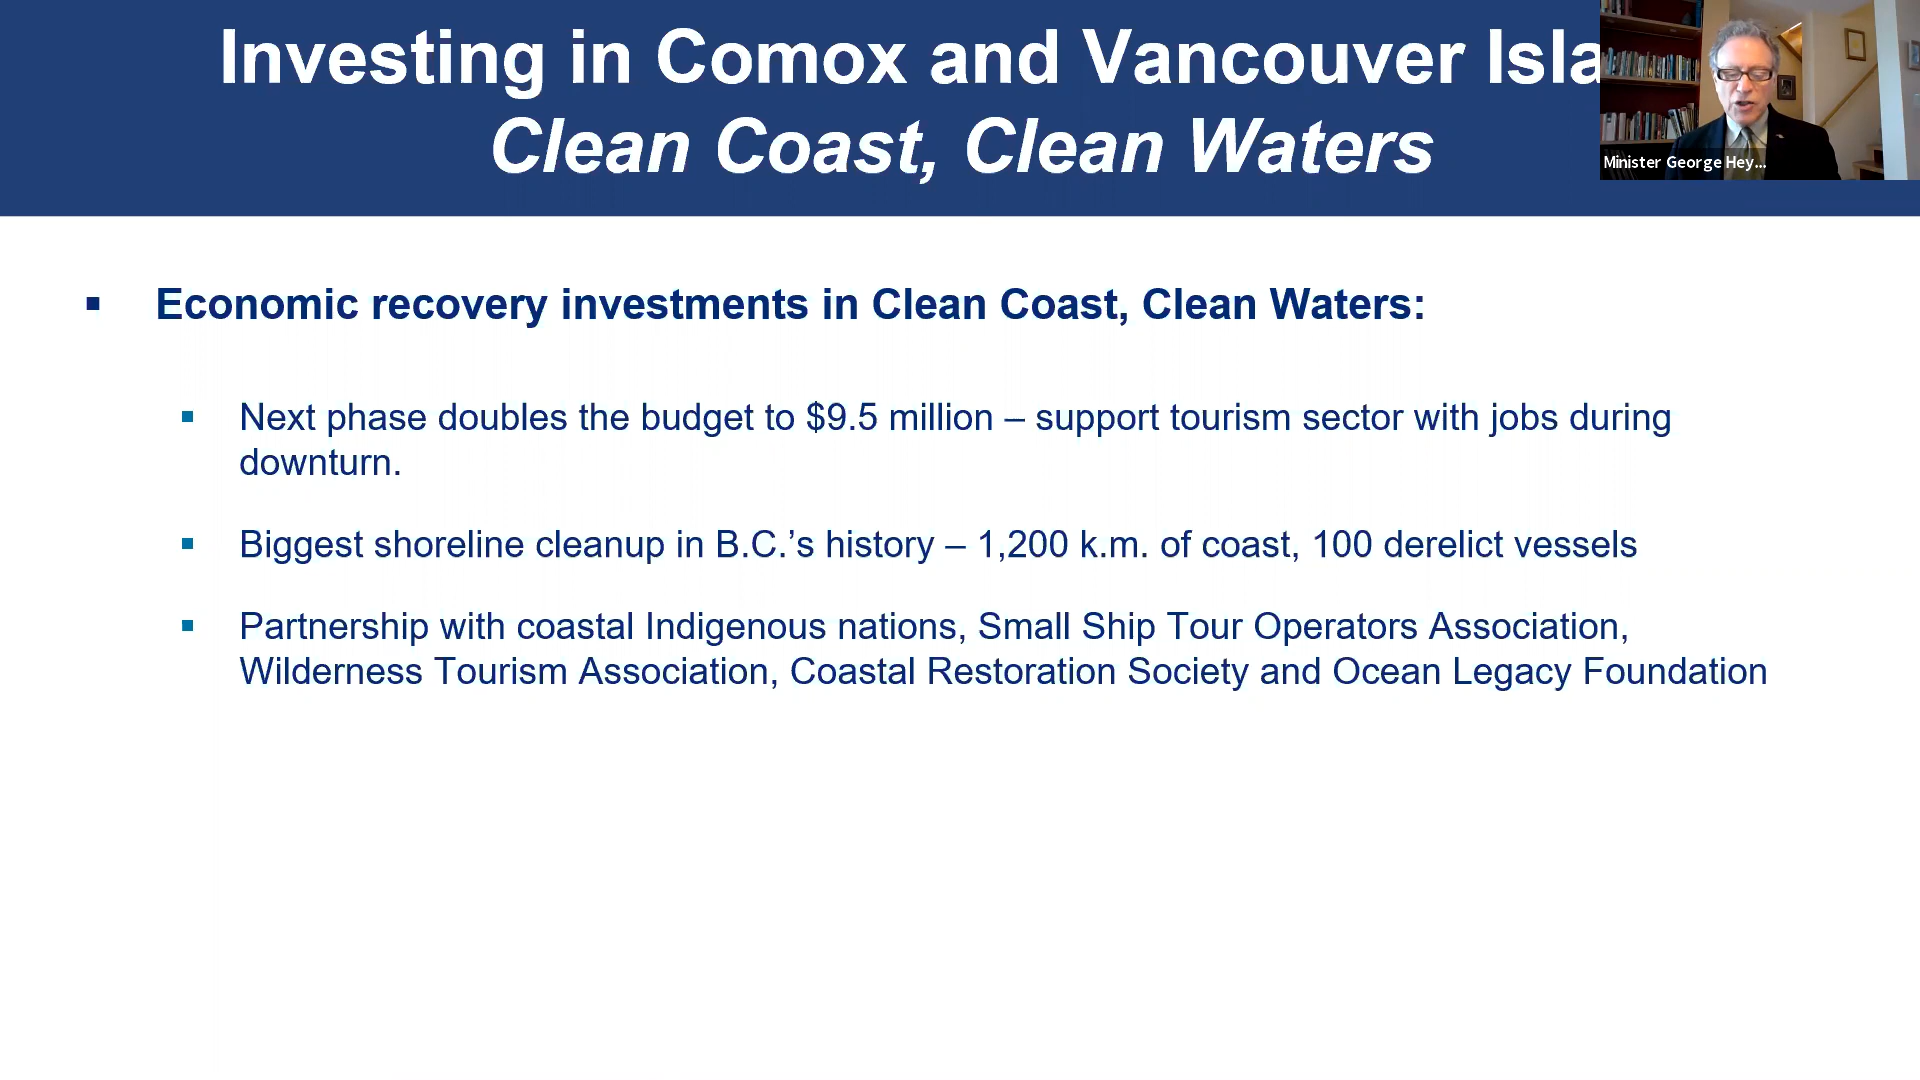 Investing in Comox and Vancouver Isla
Clean Coast, Clean Waters
Minister George Hey...
▪ Economic recovery investments in Clean Coast, Clean Waters:
▪ Next phase doubles the budget to $9.5 million – support tourism sector with jobs during
downturn.
▪ Biggest shoreline cleanup in B.C.’s history – 1,200 k.m. of coast, 100 derelict vessels
▪ Partnership with coastal Indigenous nations, Small Ship Tour Operators Association,
Wilderness Tourism Association, Coastal Restoration Society and Ocean Legacy Foundation